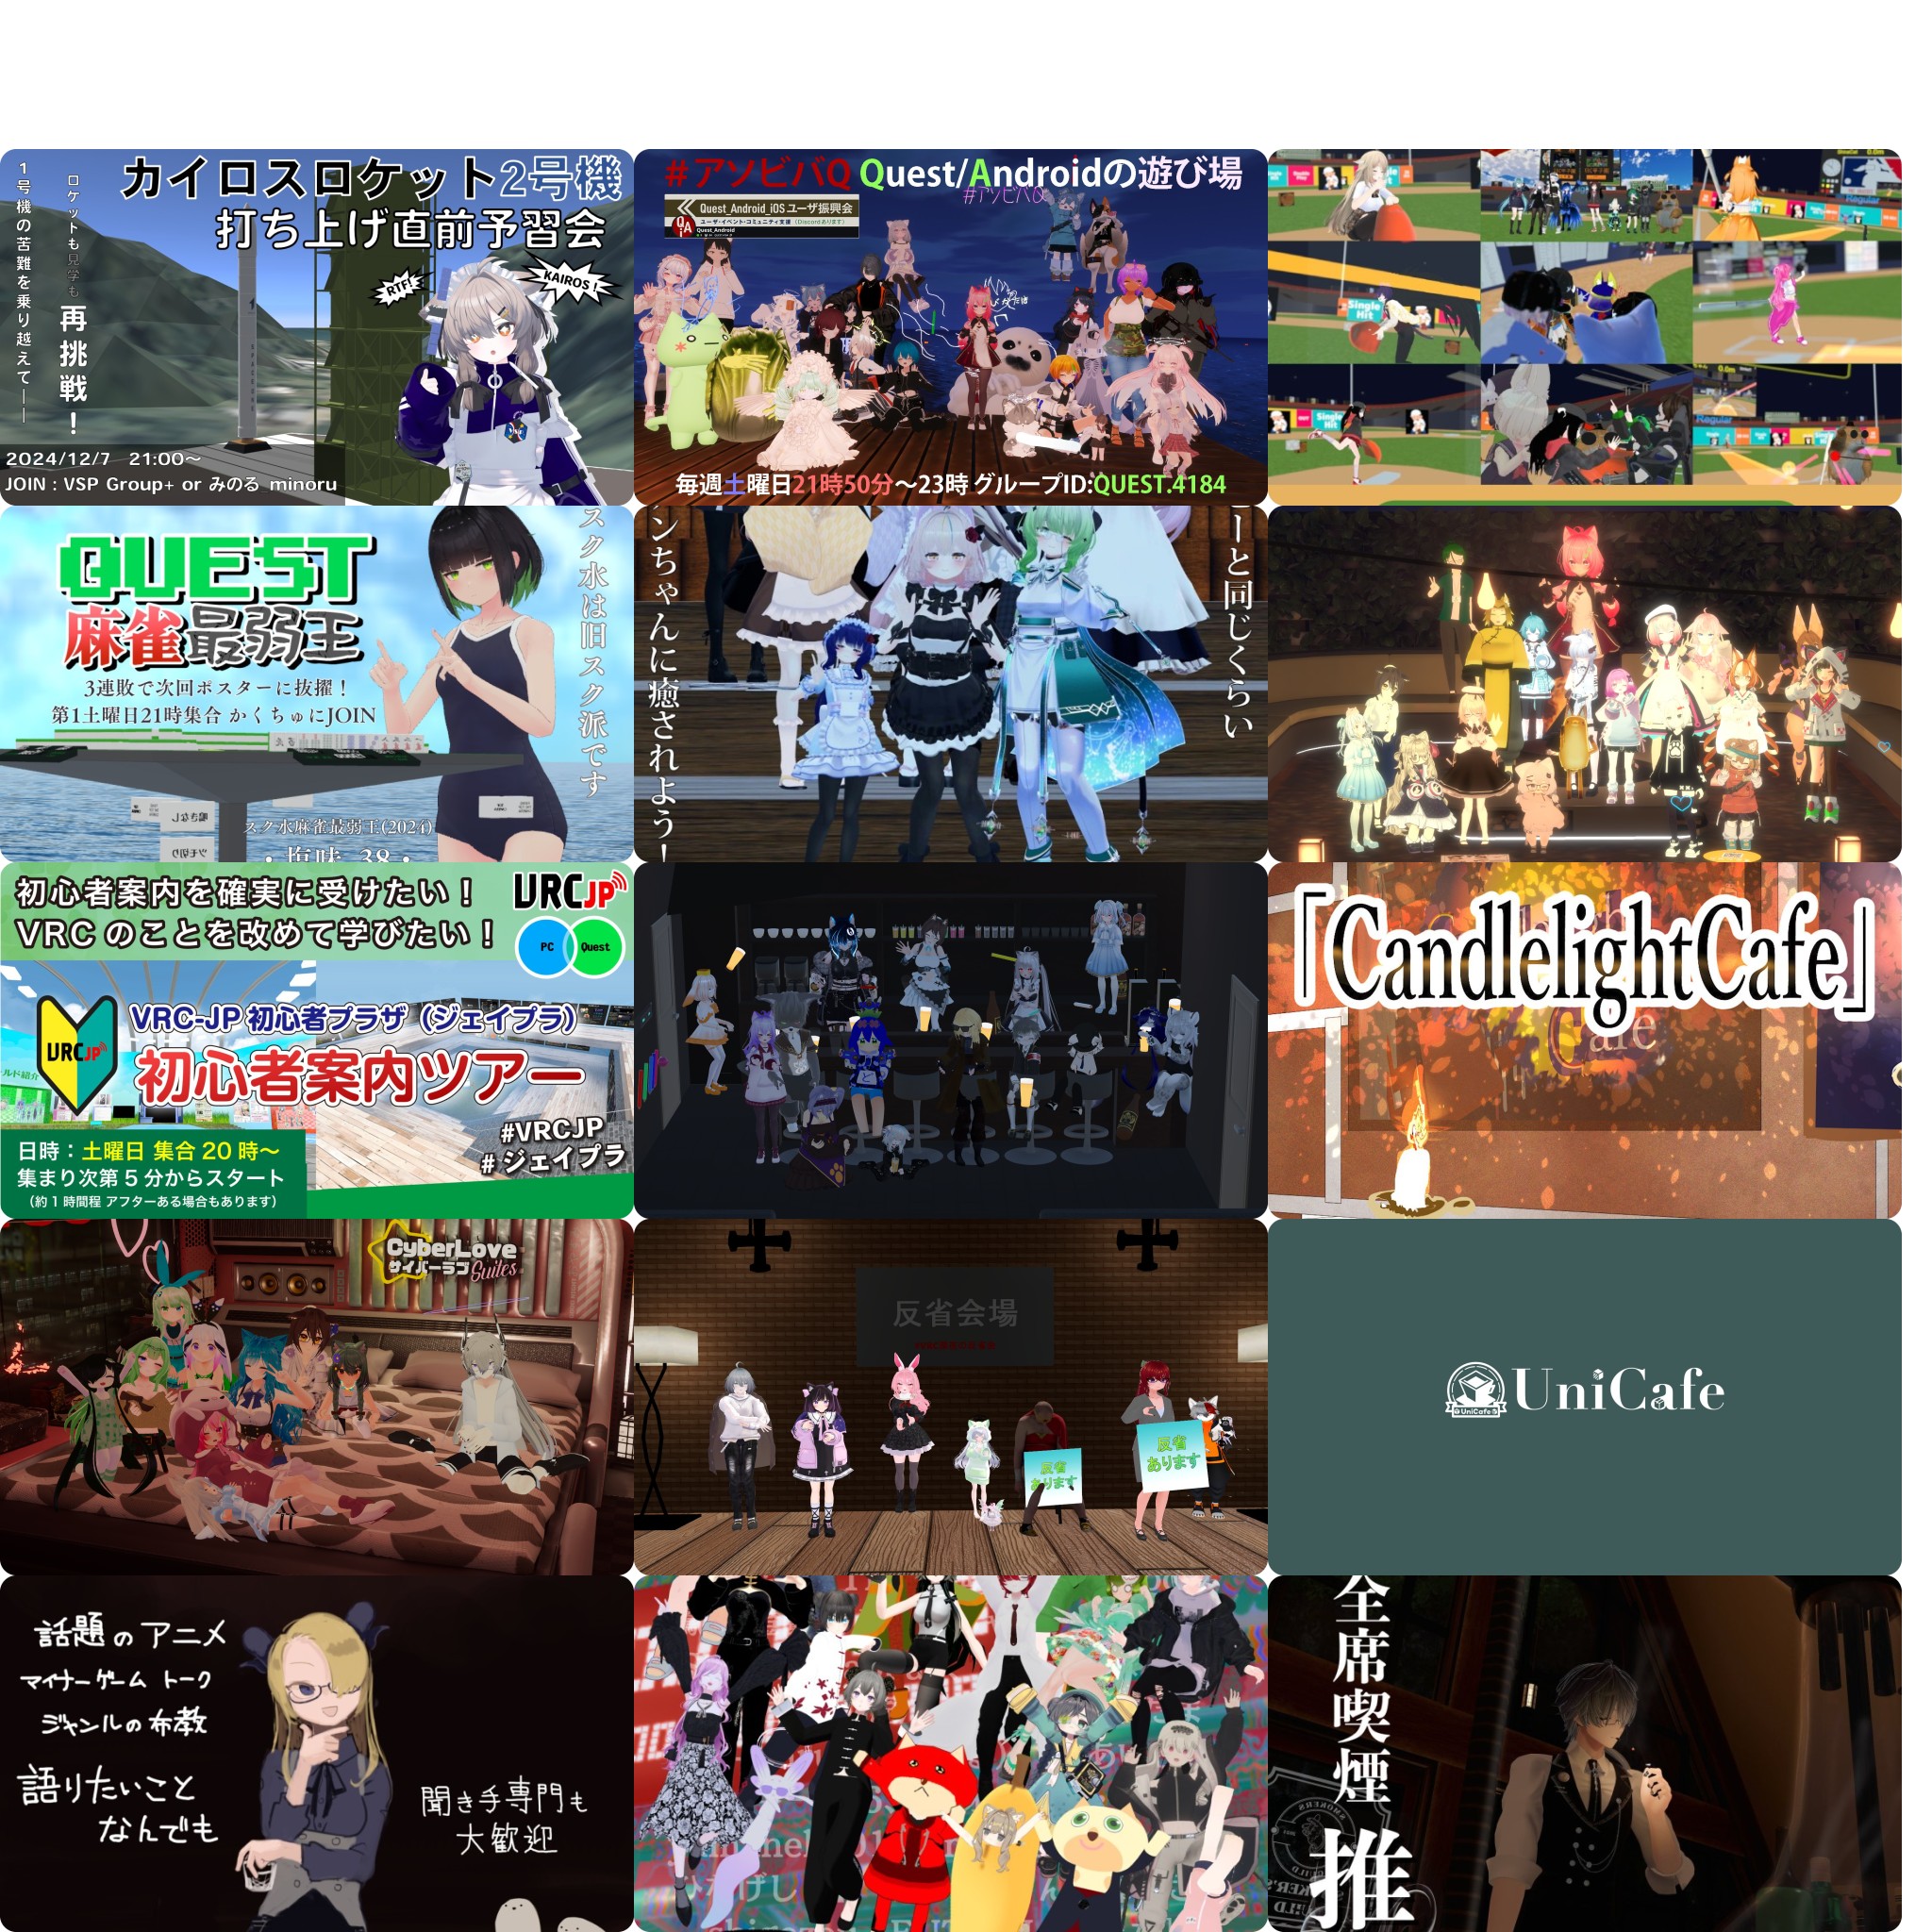 1号機の苦難を乗り越えて——
ロケットも見学も
再挑戦！
カイロスロケット2号機
打ち上げ直前予習会
RTF!
KAIROS！
2024/12/7 21:00～
JOIN : VSP Group+ or みのる minoru
#アソビバQ Quest/Androidの遊び場
#アソビバQ
Quest_Android_iOSユーザ振興会
ユーザ・イベント・コミュニティ支援（Discordあります）
Quest_Android
毎週土曜日21時50分～23時 グループID:QUEST.4184
Single Hit
Regular
Single Hit
Regular
QUEST
麻雀最弱王
3連敗で次回ポスターに抜擢！
第1土曜日21時集合 かくちゅにJOIN
スク水は旧スク派です
鳴きなし
ツモ切り
スク水麻雀最弱王(2024)
・塩味 38・
ーと同じくらい
ンちゃんに癒されよう！
初心者案内を確実に受けたい！
VRC のことを改めて学びたい！
VRCJP
PC
Quest
VRC-JP 初心者プラザ（ジェイプラ）
VRCJP
初心者案内ツアー
日時：土曜日 集合 20 時～
集まり次第 5 分からスタート
（約 1 時間程 アフターある場合もあります）
#VRCJP
# ジェイプラ
「CandlelightCafe」
Cafe
CyberLove
サイバーラブ Suites
反省会場
反省
あります
反省
あります
UniCafe
UniCafe
話題のアニメ
マイナーゲーム トーク
ジャンルの布教
語りたいこと
なんでも
聞き手専門も
大歓迎
全席喫煙
推